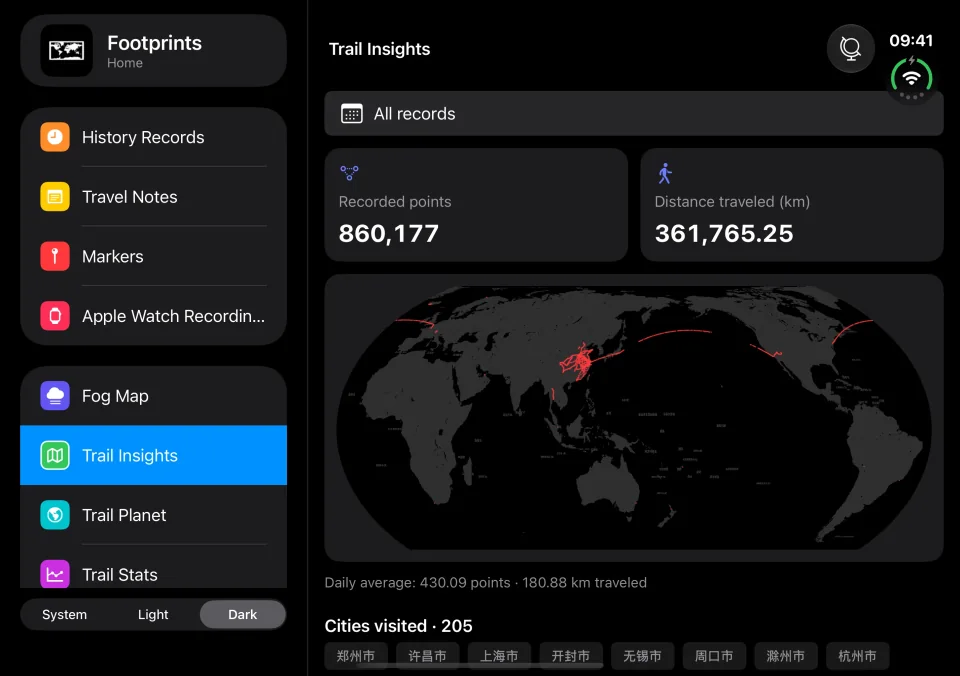 Footprints
Home
History Records
Travel Notes
Markers
Apple Watch Recordin...
Fog Map
Trail Insights
Trail Planet
Trail Stats
System Light Dark
Trail Insights
09:41
All records
Recorded points
860,177
Distance traveled (km)
361,765.25
Daily average: 430.09 points · 180.88 km traveled
Cities visited · 205
郑州市 许昌市 上海市 开封市 无锡市 周口市 滁州市 杭州市